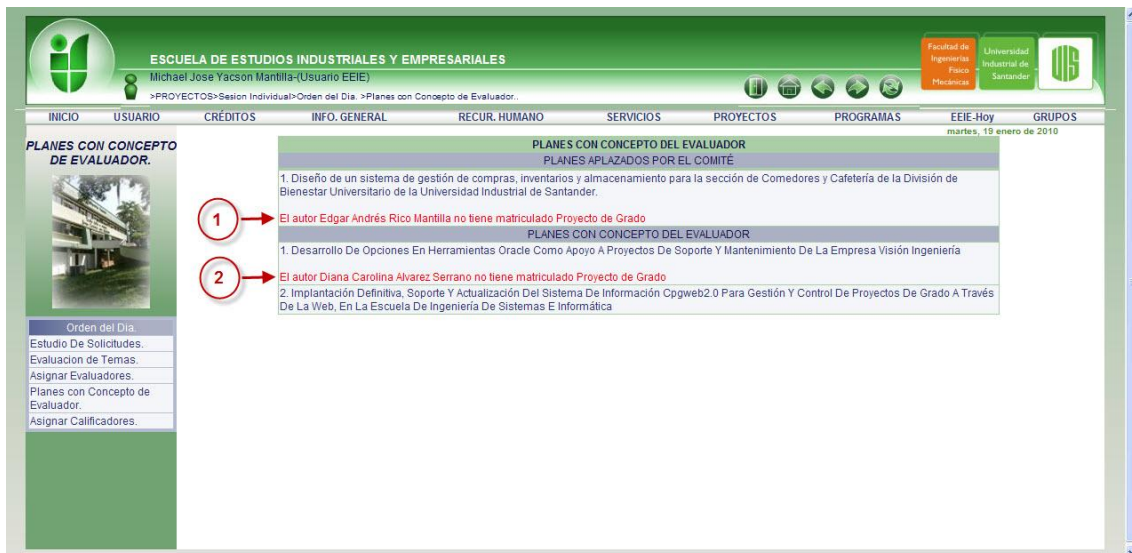 ESCUELA DE ESTUDIOS INDUSTRIALES Y EMPRESARIALES
Michael Jose Yacson Mantilla-(Usuario EEIE)
>PROYECTOS>Sesion Individual>Orden del Dia. >Planes con Concepto de Evaluador..
Facultad de
Ingenierías
Físico
Mecánicas
Universidad
Industrial de
Santander
UIS
INICIO USUARIO CRÉDITOS INFO. GENERAL RECUR. HUMANO SERVICIOS PROYECTOS PROGRAMAS EEIE-Hoy GRUPOS
martes, 19 enero de 2010
PLANES CON CONCEPTO
DE EVALUADOR.
Orden del Dia.
Estudio De Solicitudes.
Evaluacion de Temas.
Asignar Evaluadores.
Planes con Concepto de
Evaluador.
Asignar Calificadores.
PLANES CON CONCEPTO DEL EVALUADOR
PLANES APLAZADOS POR EL COMITÉ
1. Diseño de un sistema de gestión de compras, inventarios y almacenamiento para la sección de Comedores y Cafetería de la División de
Bienestar Universitario de la Universidad Industrial de Santander.
1
El autor Edgar Andrés Rico Mantilla no tiene matriculado Proyecto de Grado
PLANES CON CONCEPTO DEL EVALUADOR
1. Desarrollo De Opciones En Herramientas Oracle Como Apoyo A Proyectos De Soporte Y Mantenimiento De La Empresa Visión Ingeniería
2
El autor Diana Carolina Alvarez Serrano no tiene matriculado Proyecto de Grado
2. Implantación Definitiva, Soporte Y Actualización Del Sistema De Información Cpgweb2.0 Para Gestión Y Control De Proyectos De Grado A Través
De La Web, En La Escuela De Ingeniería De Sistemas E Informática